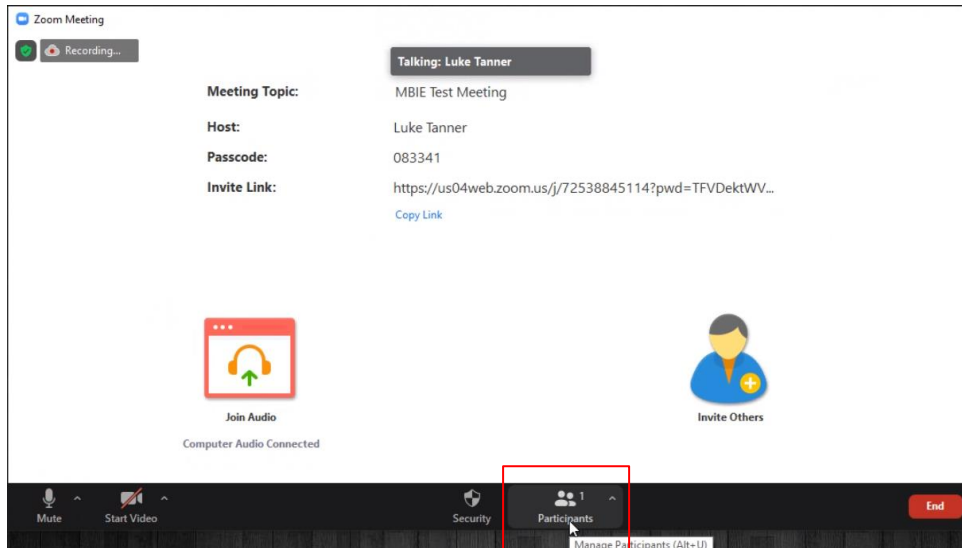 Zoom Meeting
Recording...
Talking: Luke Tanner
Meeting Topic: MBIE Test Meeting
Host: Luke Tanner
Passcode: 083341
Invite Link: https://us04web.zoom.us/j/72538845114?pwd=TFVDektWV...
Copy Link
Join Audio Invite Others
Computer Audio Connected
1
Mute Start Video Security Participants End
Manage Participants (Alt+U)